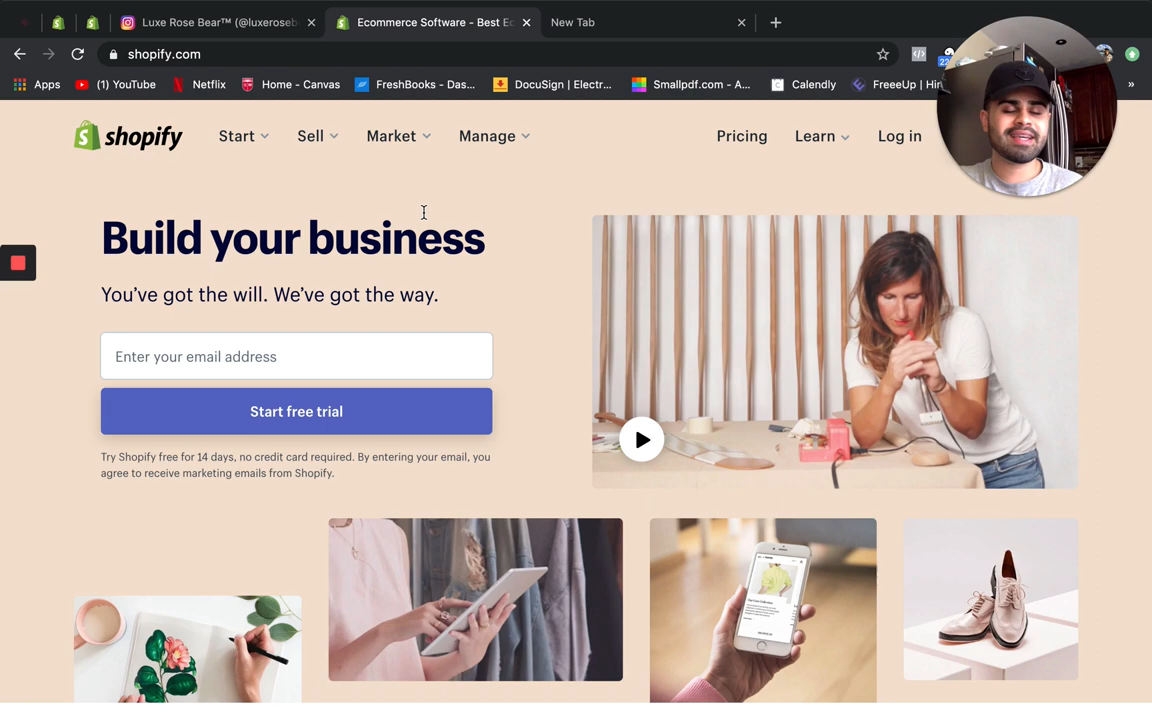 Luxe Rose Bear™ (@luxeroseb
Ecommerce Software - Best Ec
New Tab
shopify.com
22
Apps
(1) YouTube
Netflix
Home - Canvas
FreshBooks - Das...
DocuSign | Electr...
Smallpdf.com - A...
Calendly
FreeeUp | Hir
»
shopify
Start
Sell
Market
Manage
Pricing
Learn
Log in
Build your business
You've got the will. We've got the way.
Enter your email address
Start free trial
Try Shopify free for 14 days, no credit card required. By entering your email, you
agree to receive marketing emails from Shopify.